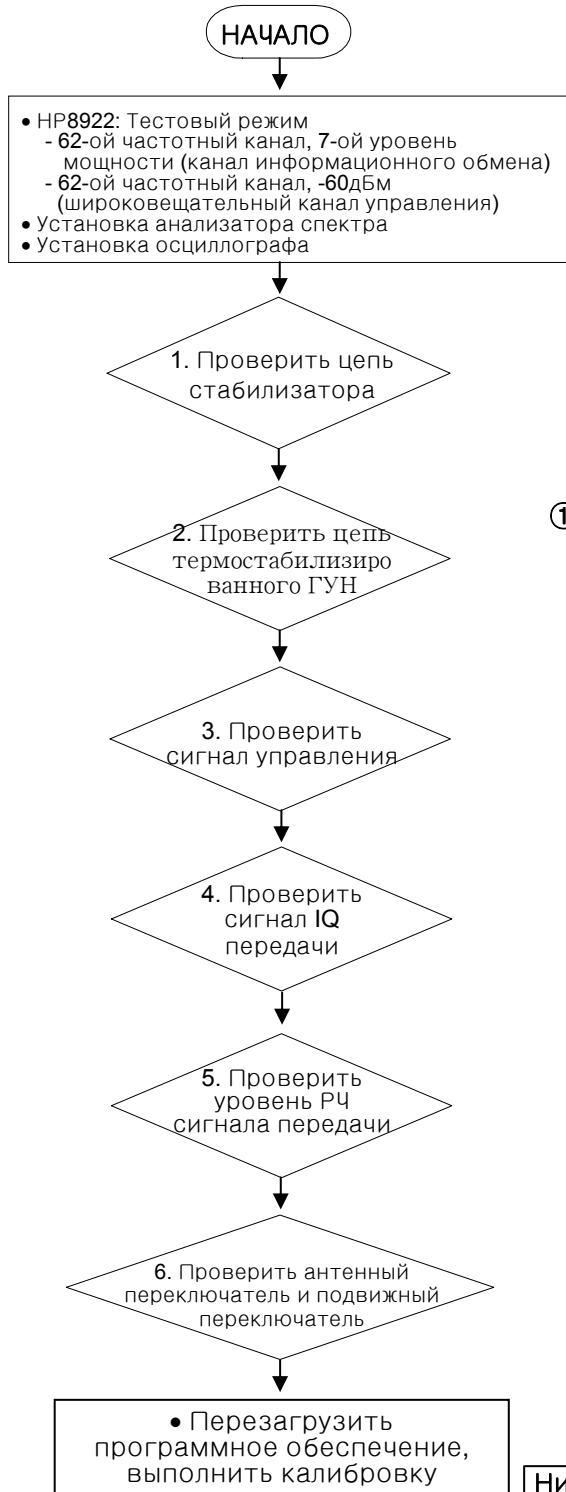 НАЧАЛО
• HP8922: Тестовый режим
- 62-ой частотный канал, 7-ой уровень
мощности (канал информационного обмена)
- 62-ой частотный канал, -60дБм
(широковещательный канал управления)
• Установка анализатора спектра
• Установка осциллографа
1. Проверить цепь
стабилизатора
2. Проверить цепь
термостабилизиро
ванного ГУН
3. Проверить
сигнал управления
4. Проверить
сигнал IQ
передачи
5. Проверить
уровень РЧ
сигнала передачи
6. Проверить антенный
переключатель и подвижный
переключатель
• Перезагрузить
программное обеспечение,
выполнить калибровку